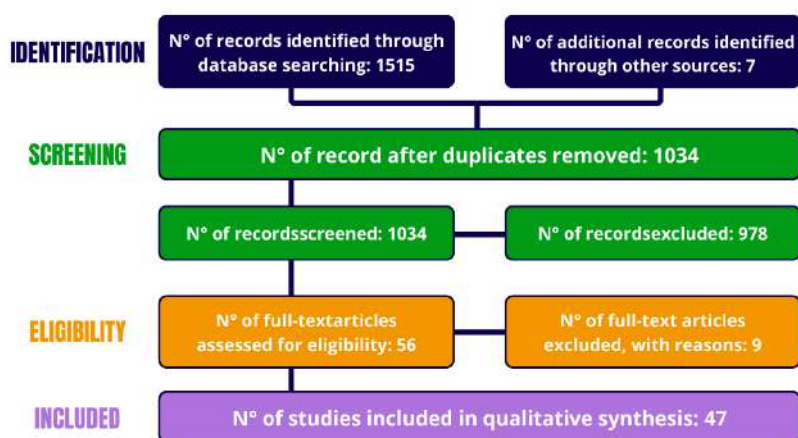 IDENTIFICATION
N° of records identified through
database searching: 1515
N° of additional records identified
through other sources: 7
SCREENING
N° of record after duplicates removed: 1034
N° of recordsscreened: 1034
N° of recordsexcluded: 978
ELIGIBILITY
N° of full-textarticles
assessed for eligibility: 56
N° of full-text articles
excluded, with reasons: 9
INCLUDED
N° of studies included in qualitative synthesis: 47